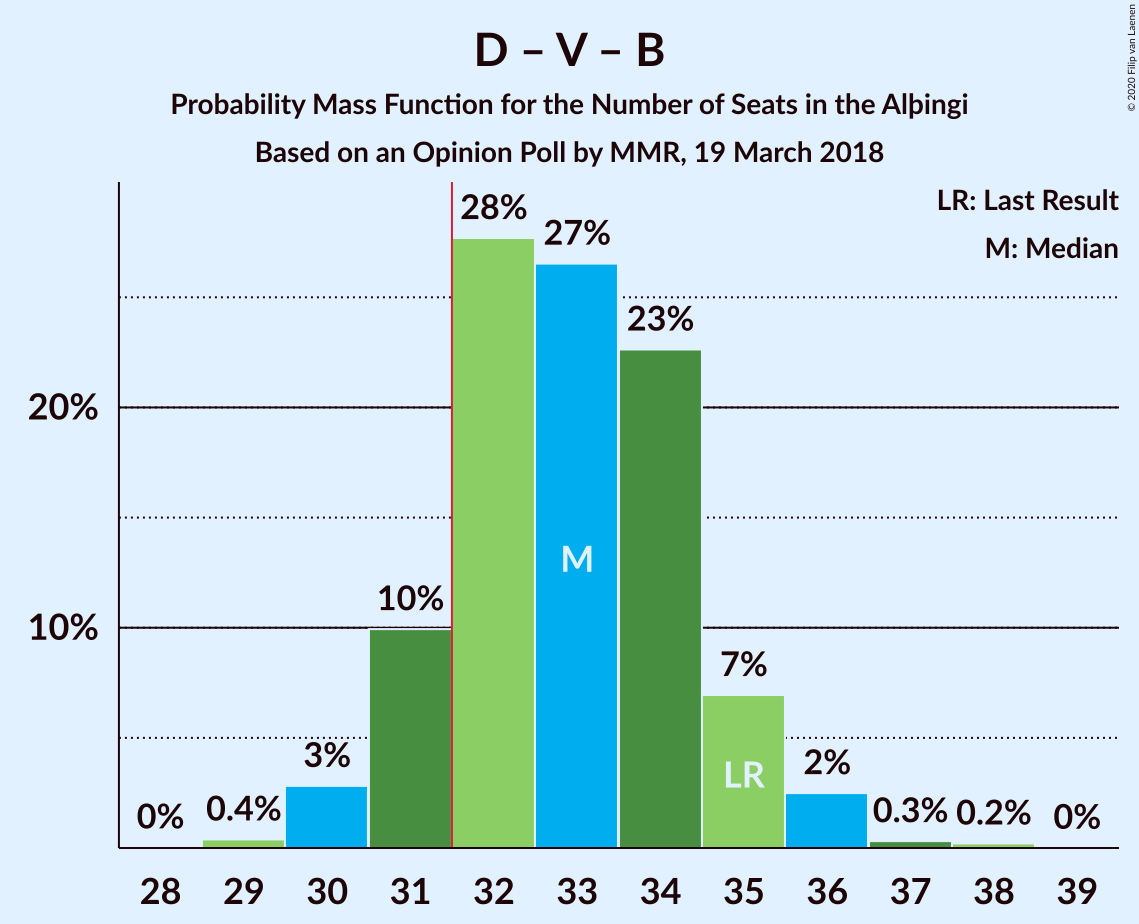 D – V – B
Probability Mass Function for the Number of Seats in the Alþingi
Based on an Opinion Poll by MMR, 19 March 2018
© 2020 Filip van Laenen
LR: Last Result
M: Median
20%
10%
0%
0.4%
3%
10%
28%
27%
23%
7%
2%
0.3%
0.2%
0%
M
LR
28 29 30 31 32 33 34 35 36 37 38 39